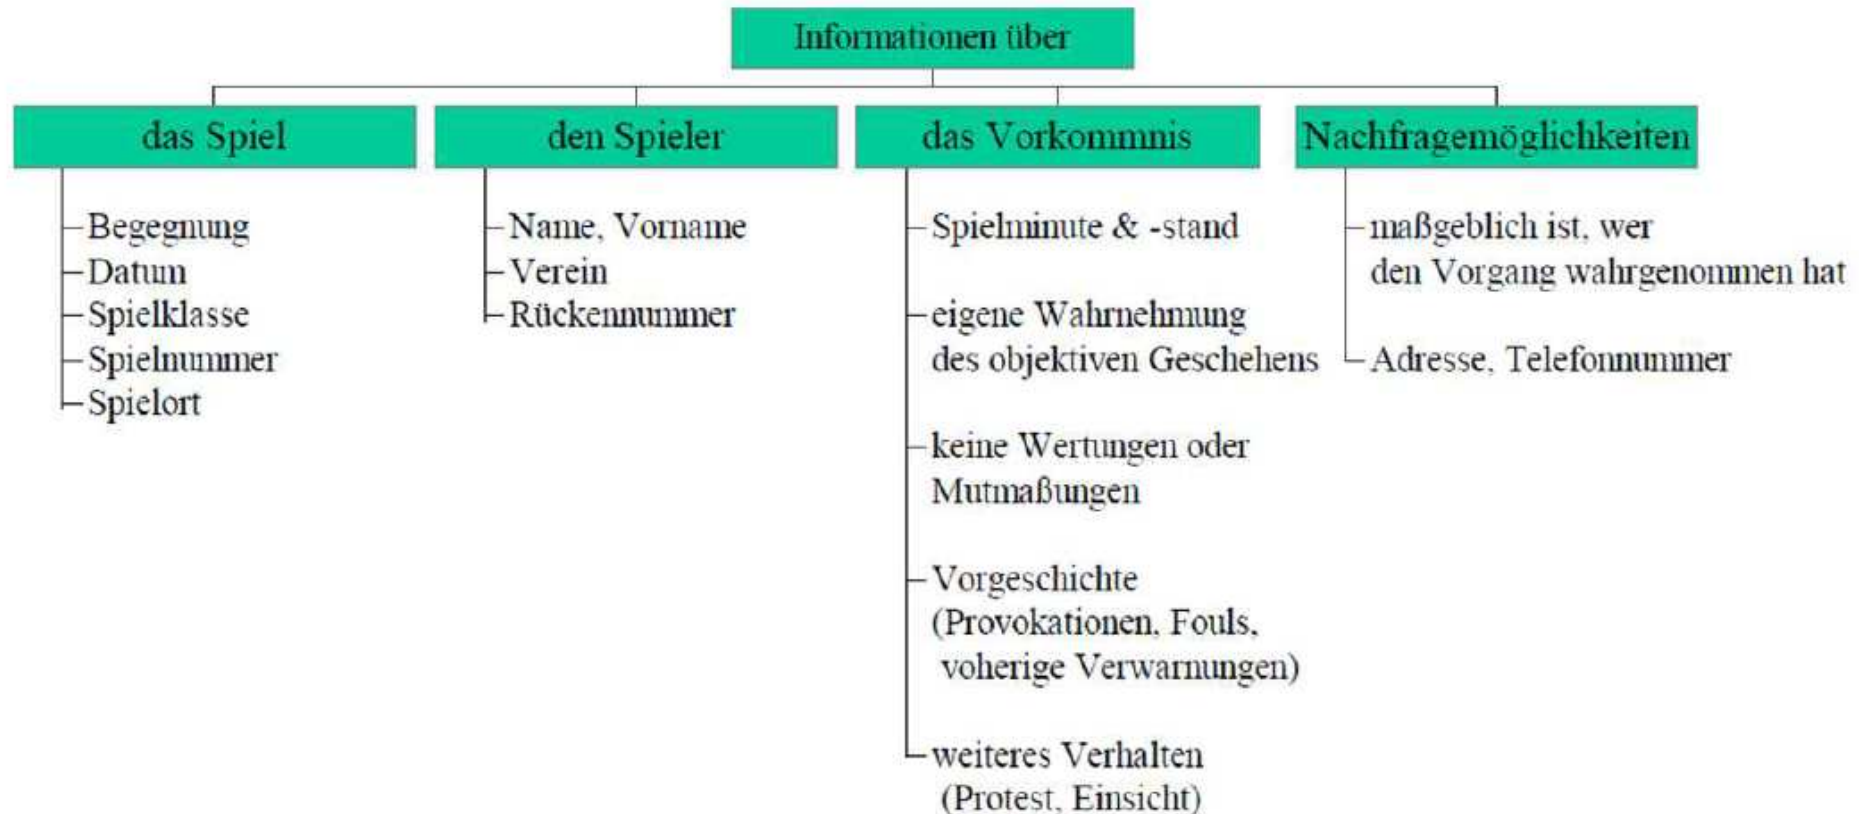 Informationen über
das Spiel
Begegnung
Datum
Spielklasse
Spielnummer
Spielort
den Spieler
Name, Vorname
Verein
Rückennummer
das Vorkommnis
Spielminute & -stand
eigene Wahrnehmung
des objektiven Geschehens
keine Wertungen oder
Mutmaßungen
Vorgeschichte
(Provokationen, Fouls,
voherige Verwarnungen)
weiteres Verhalten
(Protest, Einsicht)
Nachfragemöglichkeiten
maßgeblich ist, wer
den Vorgang wahrgenommen hat
Adresse, Telefonnummer